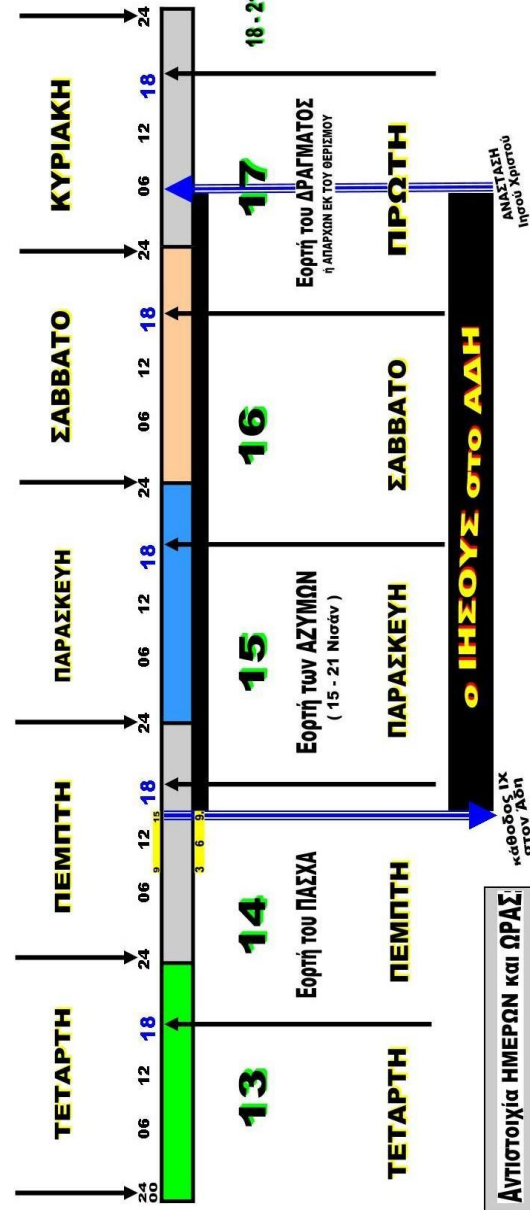 ΤΕΤΑΡΤΗ ΠΕΜΠΤΗ ΠΑΡΑΣΚΕΥΗ ΣΑΒΒΑΤΟ ΚΥΡΙΑΚΗ
9 15
24 00 06 12 18 24 06 12 18 24 06 12 18 24 06 12 18 24 06 12 18 24
3 6 9
13 14 15 16 17
Εορτή του ΠΑΣΧΑ
Εορτή των ΑΖΥΜΩΝ
( 15 - 21 Νισάν )
Εορτή του ΔΡΑΓΜΑΤΟΣ
ή ΑΠΑΡΧΩΝ ΕΚ ΤΟΥ ΘΕΡΙΣΜΟΥ
ΤΕΤΑΡΤΗ ΠΕΜΠΤΗ ΠΑΡΑΣΚΕΥΗ ΣΑΒΒΑΤΟ ΠΡΩΤΗ
ο ΙΗΣΟΥΣ στο ΑΔΗ
κάθοδος ΙΧ
στον Άδη
ΑΝΑΣΤΑΣΗ
Ιησού Χριστού
Αντιστοιχία ΗΜΕΡΩΝ και ΩΡΑΣ